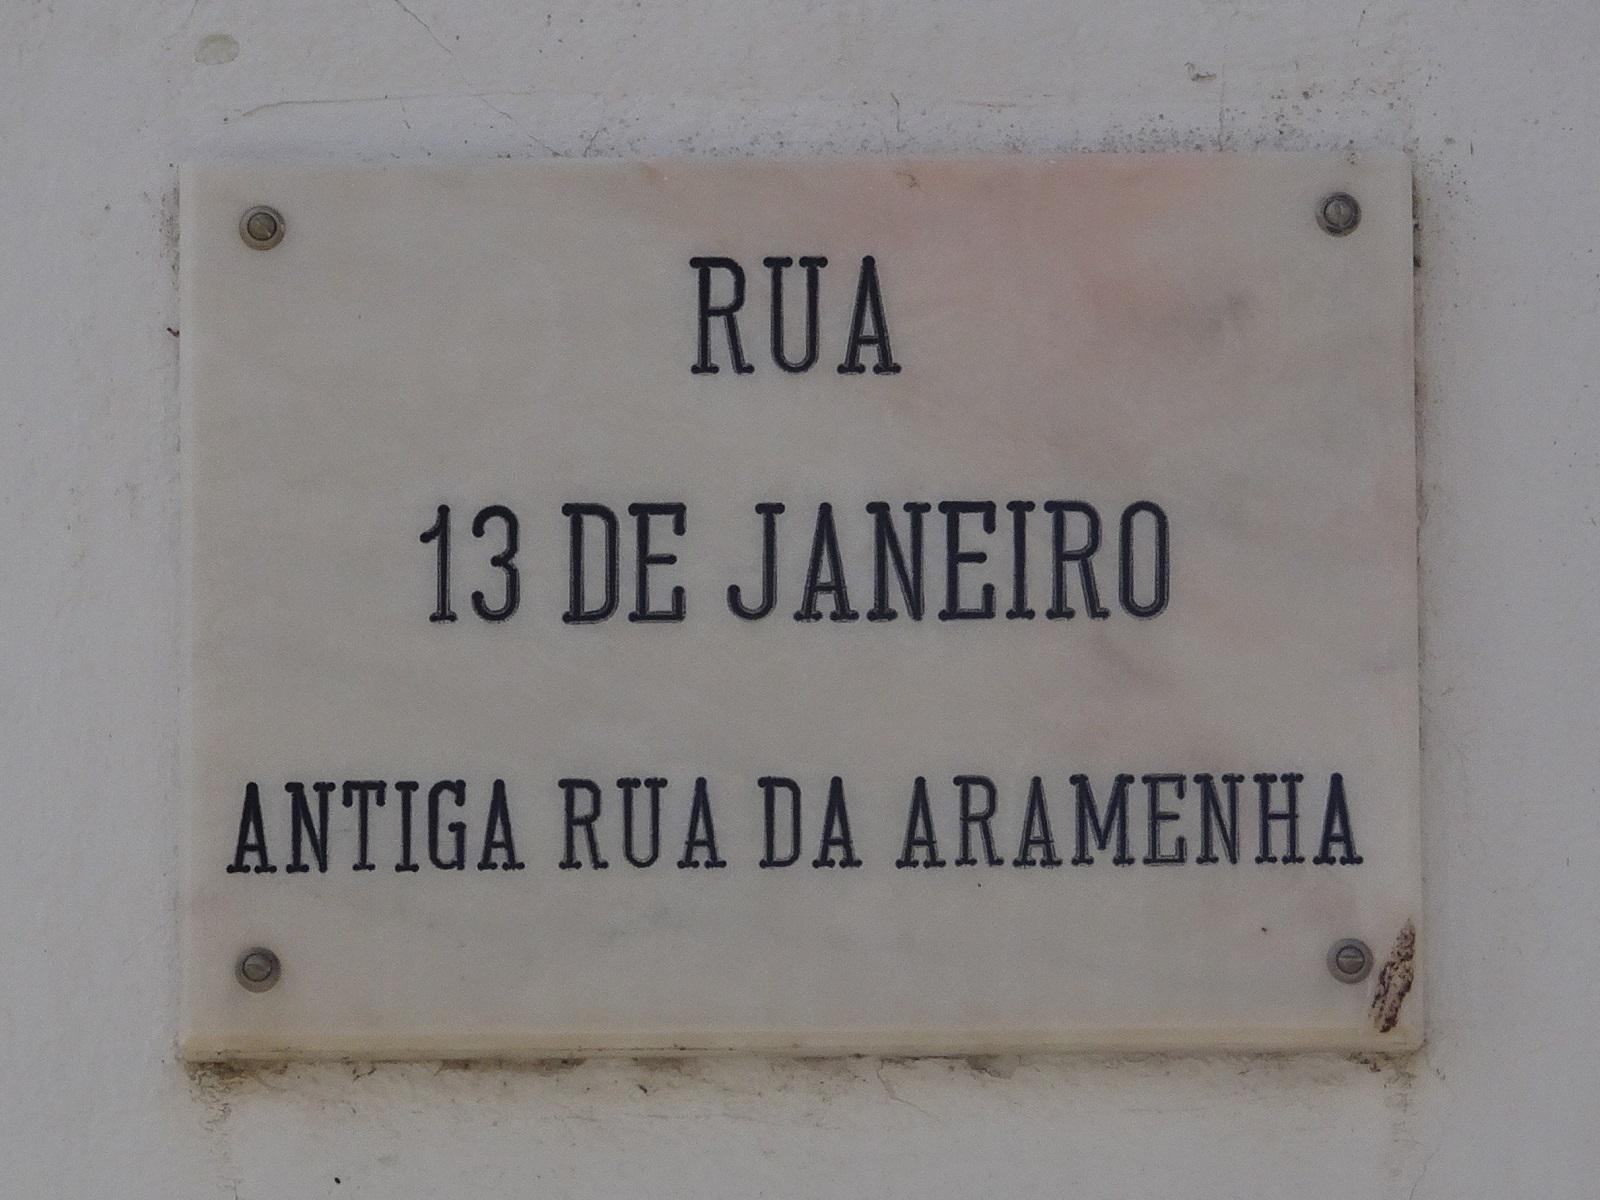 RUA
13 DE JANEIRO
ANTIGA RUA DA ARAMENHA